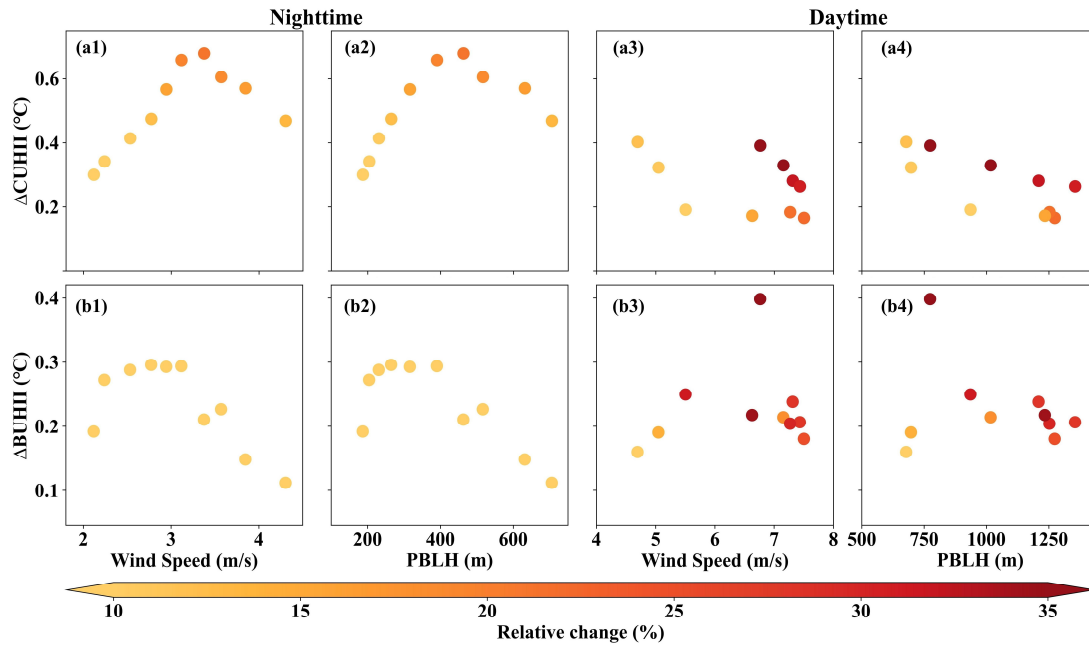 Nighttime Daytime
(a1) (a2) (a3) (a4)
ΔCUHII (°C)
0.6
0.4
0.2
(b1) (b2) (b3) (b4)
ΔBUHII (°C)
0.4
0.3
0.2
0.1
2 3 4 200 400 600 4 5 6 7 8 500 750 1000 1250
Wind Speed (m/s) PBLH (m) Wind Speed (m/s) PBLH (m)
10 15 20 25 30 35
Relative change (%)